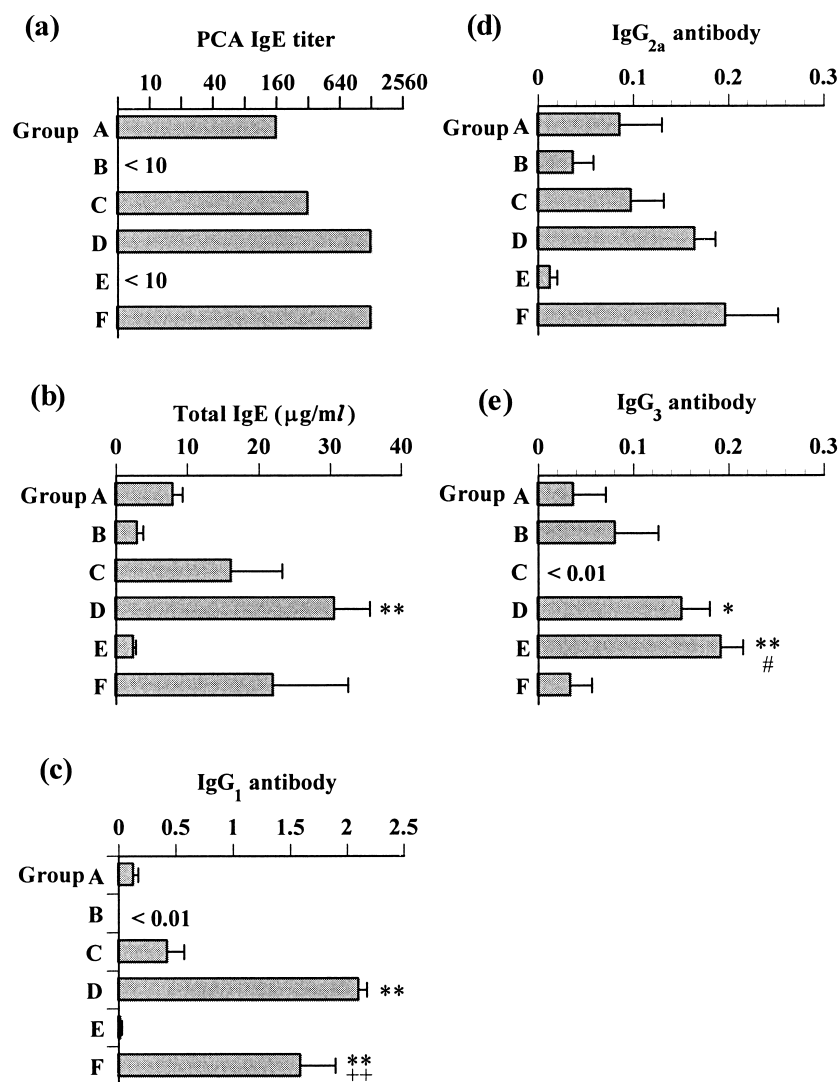 (a)
PCA IgE titer
10 40 160 640 2560
Group A
B < 10
C
D
E < 10
F
(b)
Total IgE (μg/ml)
0 10 20 30 40
Group A
B
C
D **
E
F
(c)
IgG1 antibody
0 0.5 1 1.5 2 2.5
Group A
B < 0.01
C
D **
E
F **
++
(d)
IgG2a antibody
0 0.1 0.2 0.3
Group A
B
C
D
E
F
(e)
IgG3 antibody
0 0.1 0.2 0.3
Group A
B
C < 0.01
D *
E **
#
F